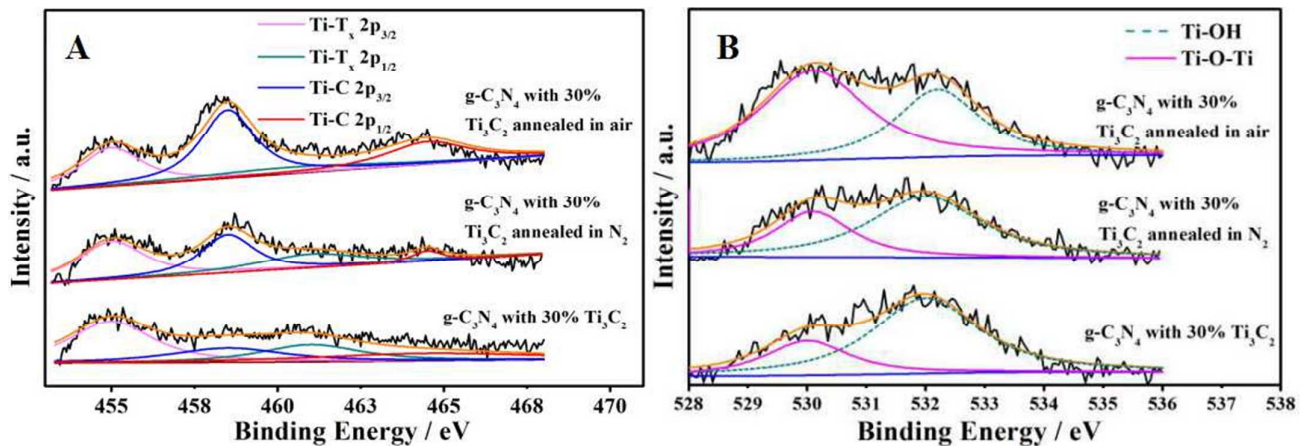 A
Ti-Tₓ 2p₃/₂
Ti-Tₓ 2p₁/₂
Ti-C 2p₃/₂
Ti-C 2p₁/₂
g-C₃N₄ with 30%
Ti₃C₂ annealed in air
g-C₃N₄ with 30%
Ti₃C₂ annealed in N₂
g-C₃N₄ with 30% Ti₃C₂
Intensity / a.u.
455 458 460 463 465 468 470
Binding Energy / eV
B
Ti-OH
Ti-O-Ti
g-C₃N₄ with 30%
Ti₃C₂ annealed in air
g-C₃N₄ with 30%
Ti₃C₂ annealed in N₂
g-C₃N₄ with 30% Ti₃C₂
Intensity / a.u.
528 529 530 531 532 533 534 535 536 537 538
Binding Energy / eV